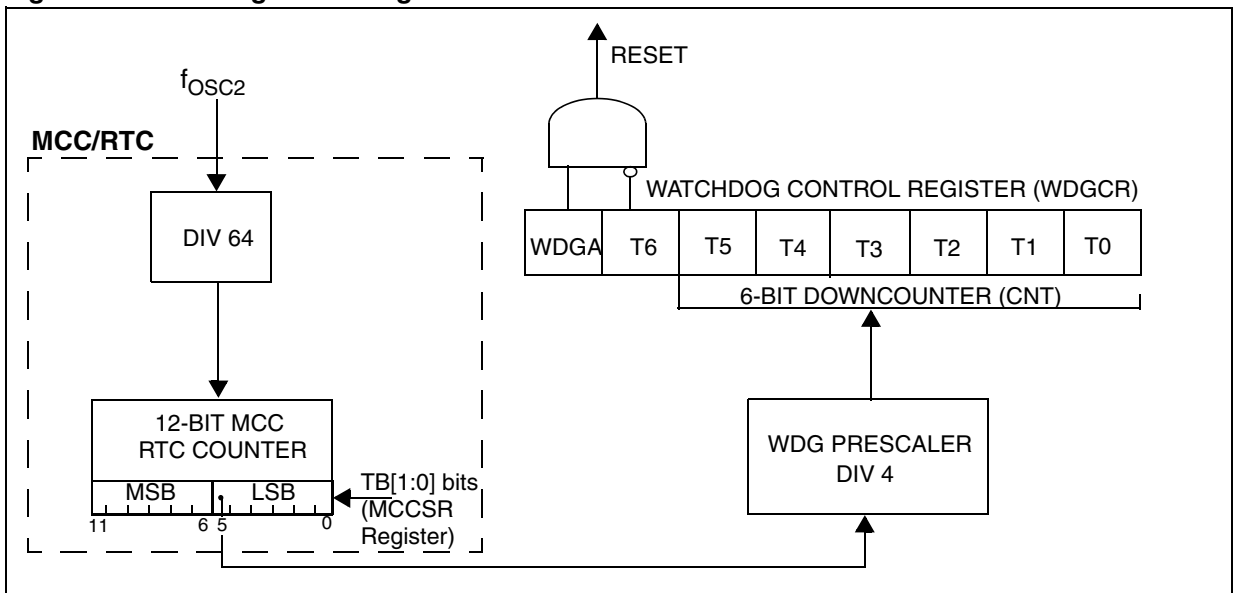 RESET
fOSC2
MCC/RTC
DIV 64
12-BIT MCC
RTC COUNTER
MSB LSB
11 6 5 0
TB[1:0] bits
(MCCSR
Register)
WATCHDOG CONTROL REGISTER (WDGCR)
WDGA T6 T5 T4 T3 T2 T1 T0
6-BIT DOWNCOUNTER (CNT)
WDG PRESCALER
DIV 4